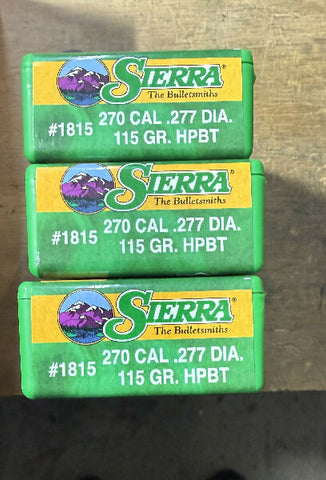 SIERRA®
The Bulletsmiths
#1815 270 CAL .277 DIA.
115 GR. HPBT
SIERRA®
The Bulletsmiths
#1815 270 CAL .277 DIA.
115 GR. HPBT
SIERRA®
The Bulletsmiths
#1815 270 CAL .277 DIA.
115 GR. HPBT